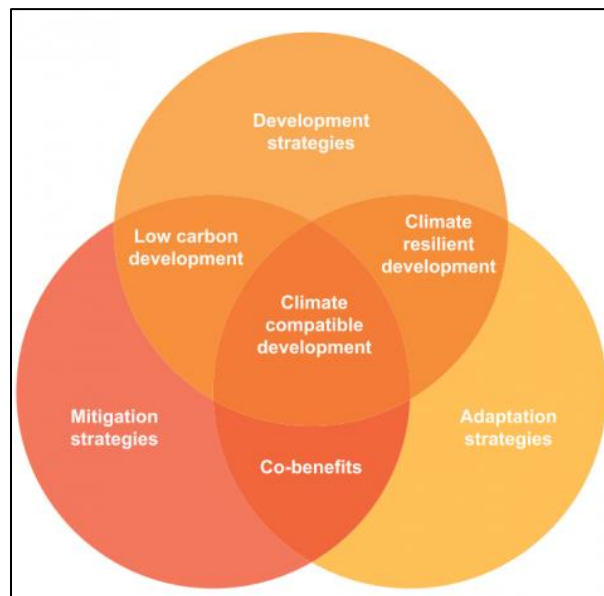 Development
strategies
Low carbon
development
Climate
resilient
development
Climate
compatible
development
Mitigation
strategies
Adaptation
strategies
Co-benefits